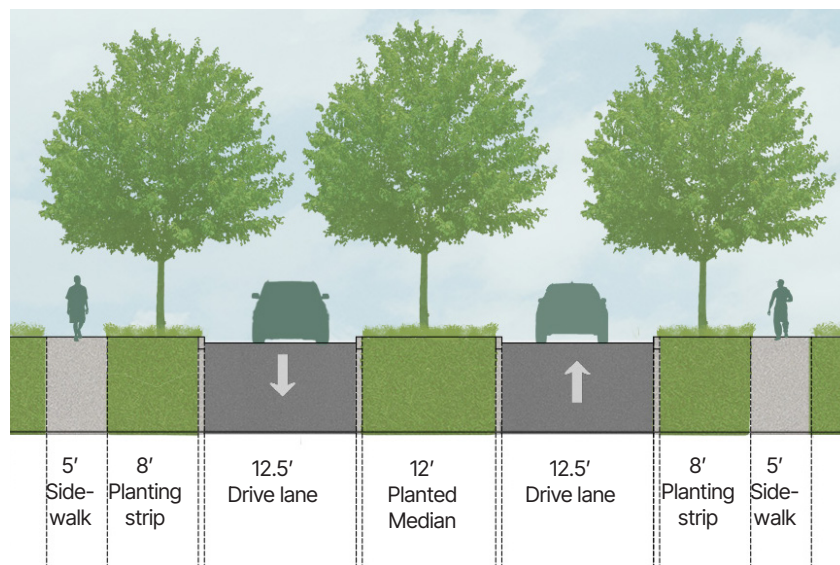 5′
Side-
walk
8′
Planting
strip
12.5′
Drive lane
12′
Planted
Median
12.5′
Drive lane
8′
Planting
strip
5′
Side-
walk